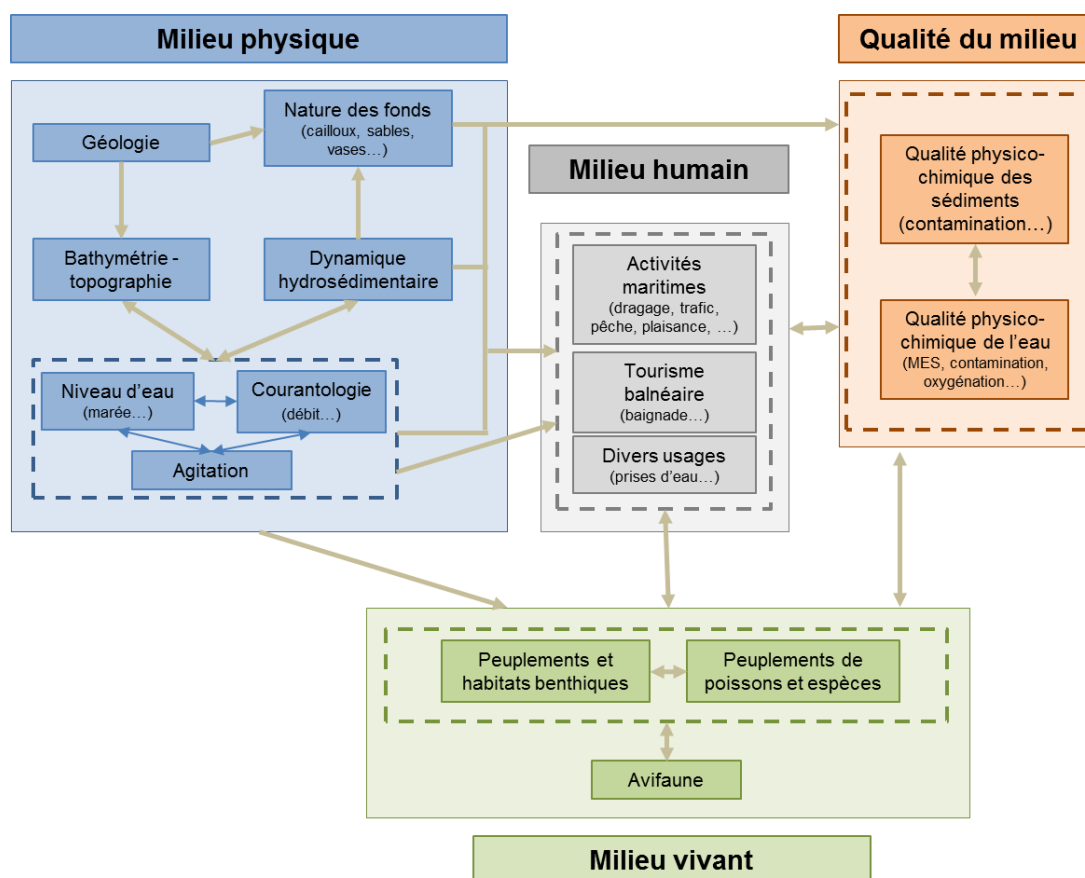 Milieu physique
Qualité du milieu
Nature des fonds
(cailloux, sables,
vases…)
Géologie
Milieu humain
Qualité physico-
chimique des
sédiments
(contamination…)
Bathymétrie -
topographie
Dynamique
hydrosédimentaire
Activités
maritimes
(dragage, trafic,
pêche, plaisance, …)
Qualité physico-
chimique de l’eau
(MES, contamination,
oxygénation…)
Niveau d’eau
(marée…)
Courantologie
(débit…)
Agitation
Tourisme
balnéaire
(baignade…)
Divers usages
(prises d’eau…)
Peuplements et
habitats benthiques
Peuplements de
poissons et espèces
Avifaune
Milieu vivant